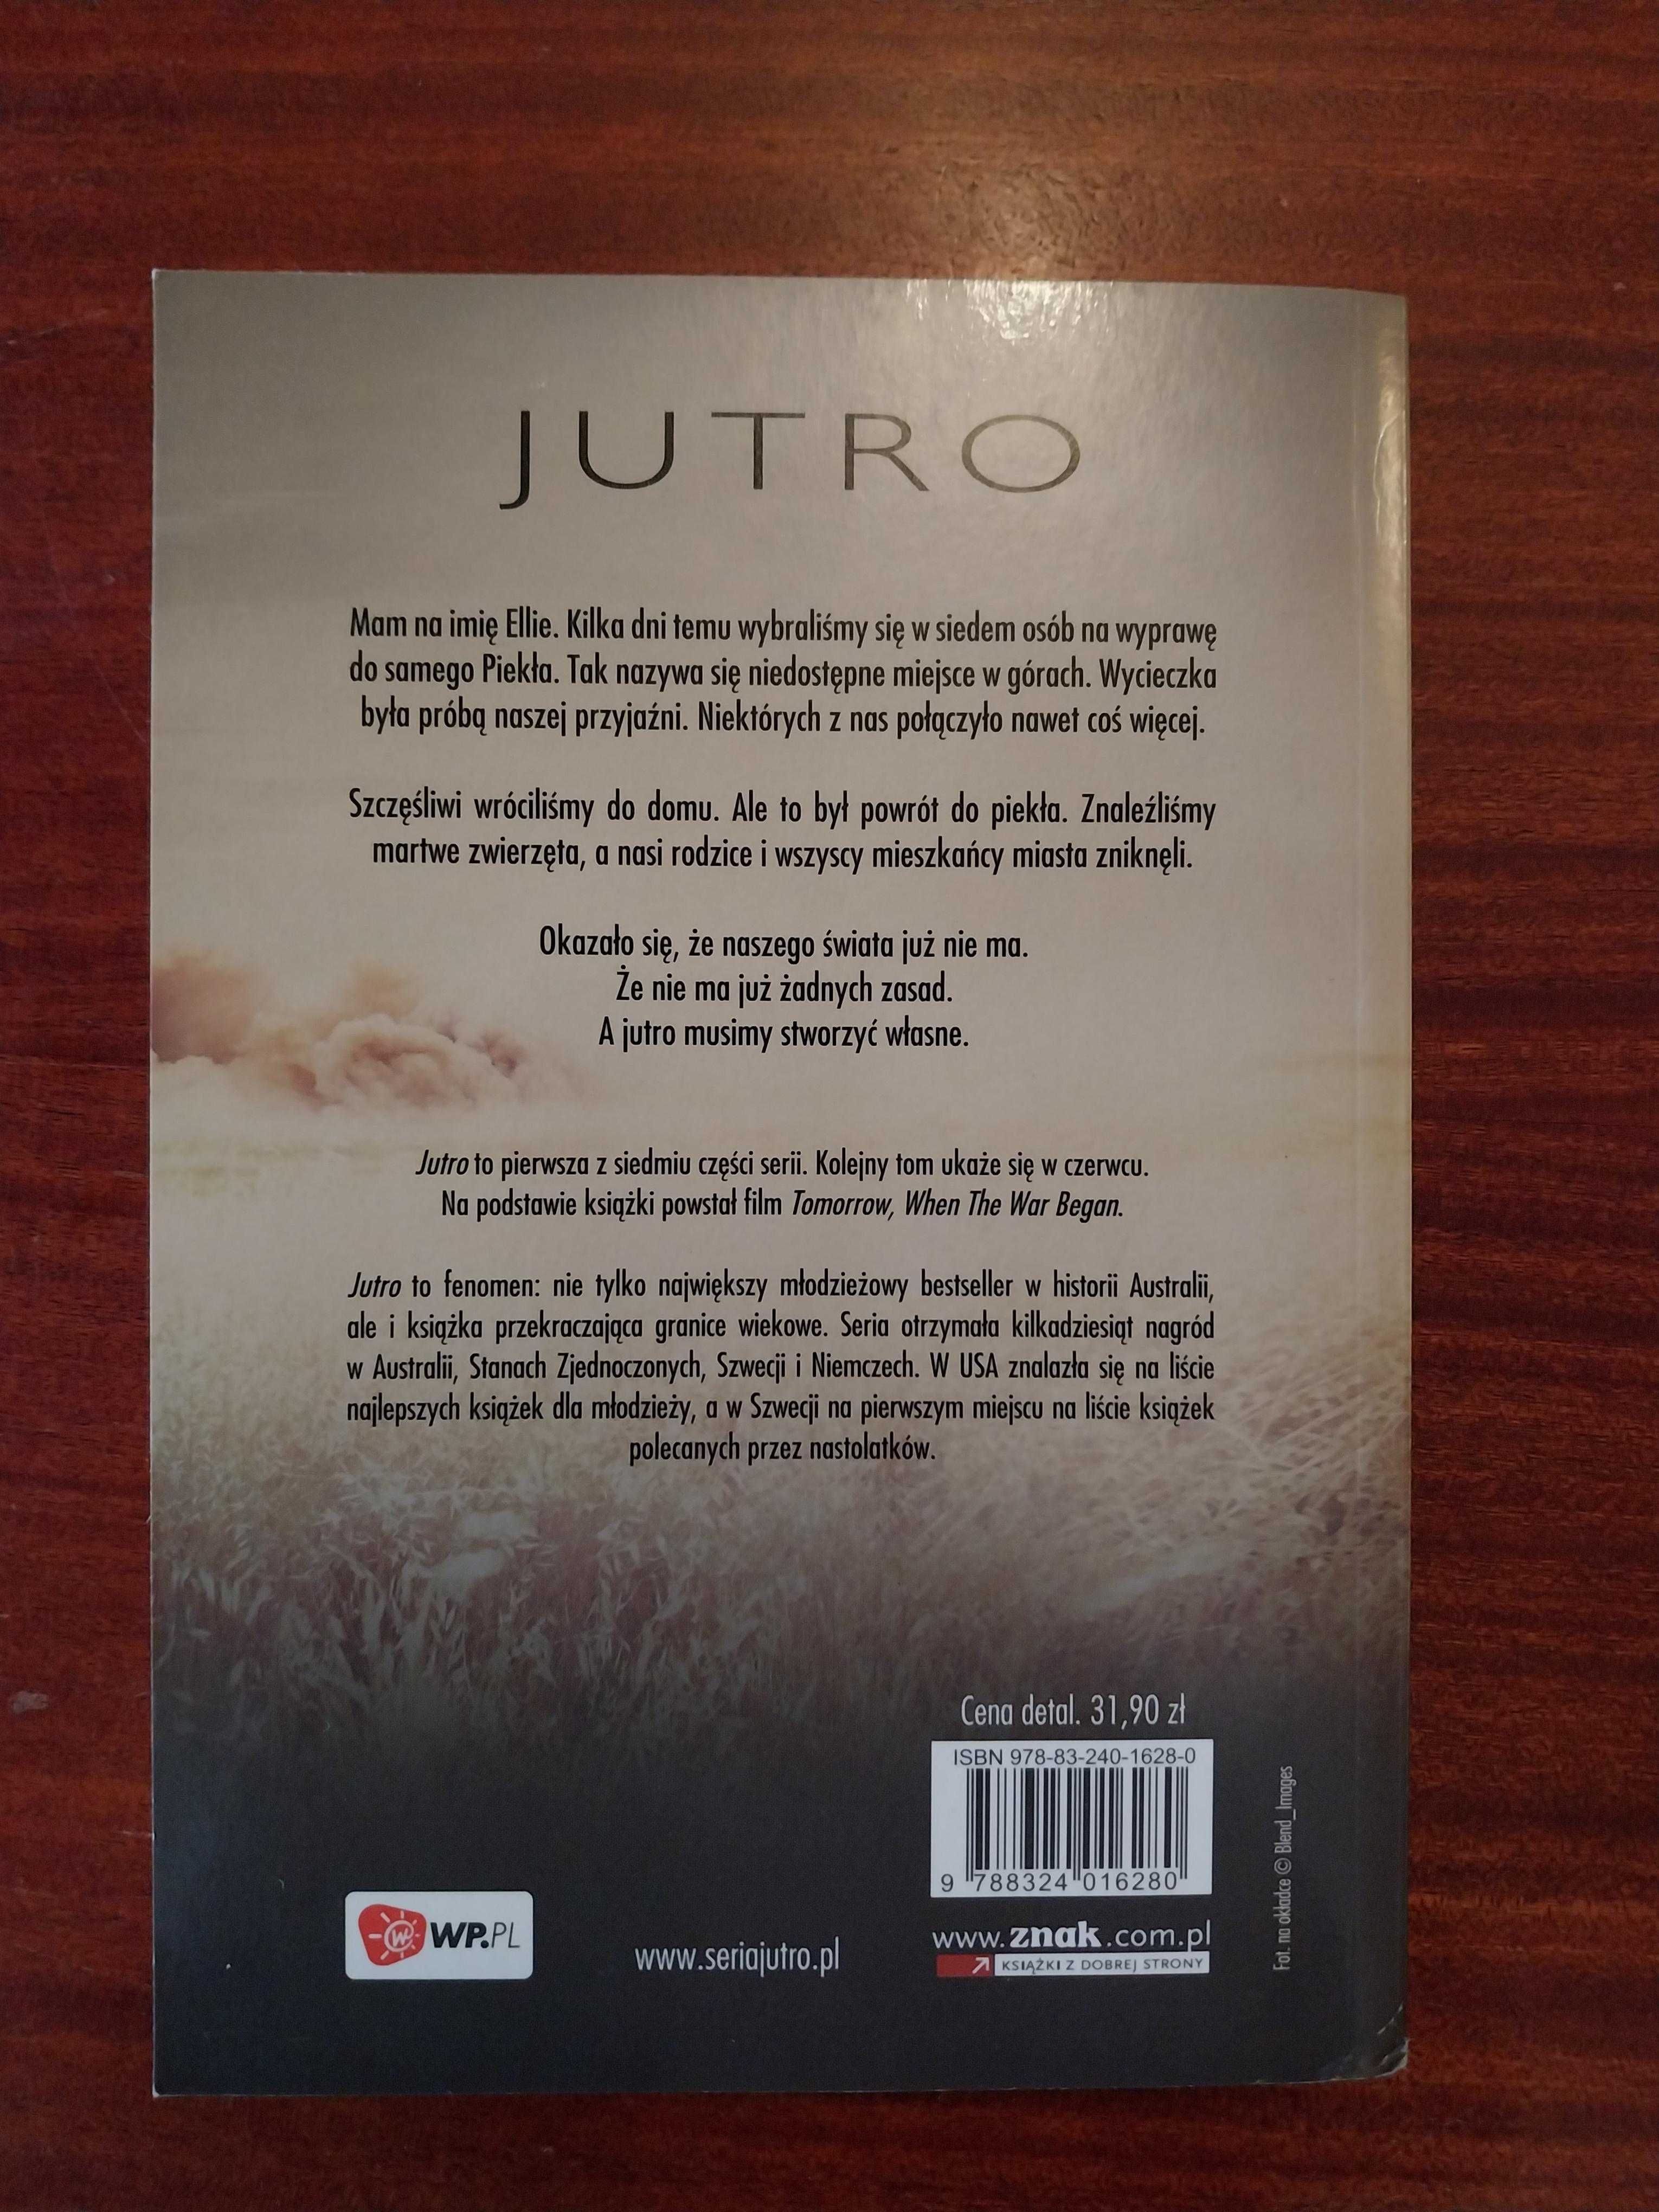 JUTRO
Mam na imię Ellie. Kilka dni temu wybraliśmy się w siedem osób na wyprawę
do samego Piekła. Tak nazywa się niedostępne miejsce w górach. Wycieczka
była próbą naszej przyjaźni. Niektórych z nas połączyło nawet coś więcej.
Szczęśliwi wróciliśmy do domu. Ale to był powrót do piekła. Znaleźliśmy
martwe zwierzęta, a nasi rodzice i wszyscy mieszkańcy miasta zniknęli.
Okazało się, że naszego świata już nie ma.
Że nie ma już żadnych zasad.
A jutro musimy stworzyć własne.
Jutro to pierwsza z siedmiu części serii. Kolejny tom ukaże się w czerwcu.
Na podstawie książki powstał film Tomorrow, When The War Began.
Jutro to fenomen: nie tylko największy młodzieżowy bestseller w historii Australii,
ale i książka przekraczająca granice wiekowe. Seria otrzymała kilkadziesiąt nagród
w Australii, Stanach Zjednoczonych, Szwecji i Niemczech. W USA znalazła się na liście
najlepszych książek dla młodzieży, a w Szwecji na pierwszym miejscu na liście książek
polecanych przez nastolatków.
Cena detal. 31,90 zł
ISBN 978-83-240-1628-0
9 788324 016280
www.znak.com.pl
KSIĄŻKI Z DOBREJ STRONY
W WP.PL
www.seriajutro.pl
Fot. na okładce © Blend_Images